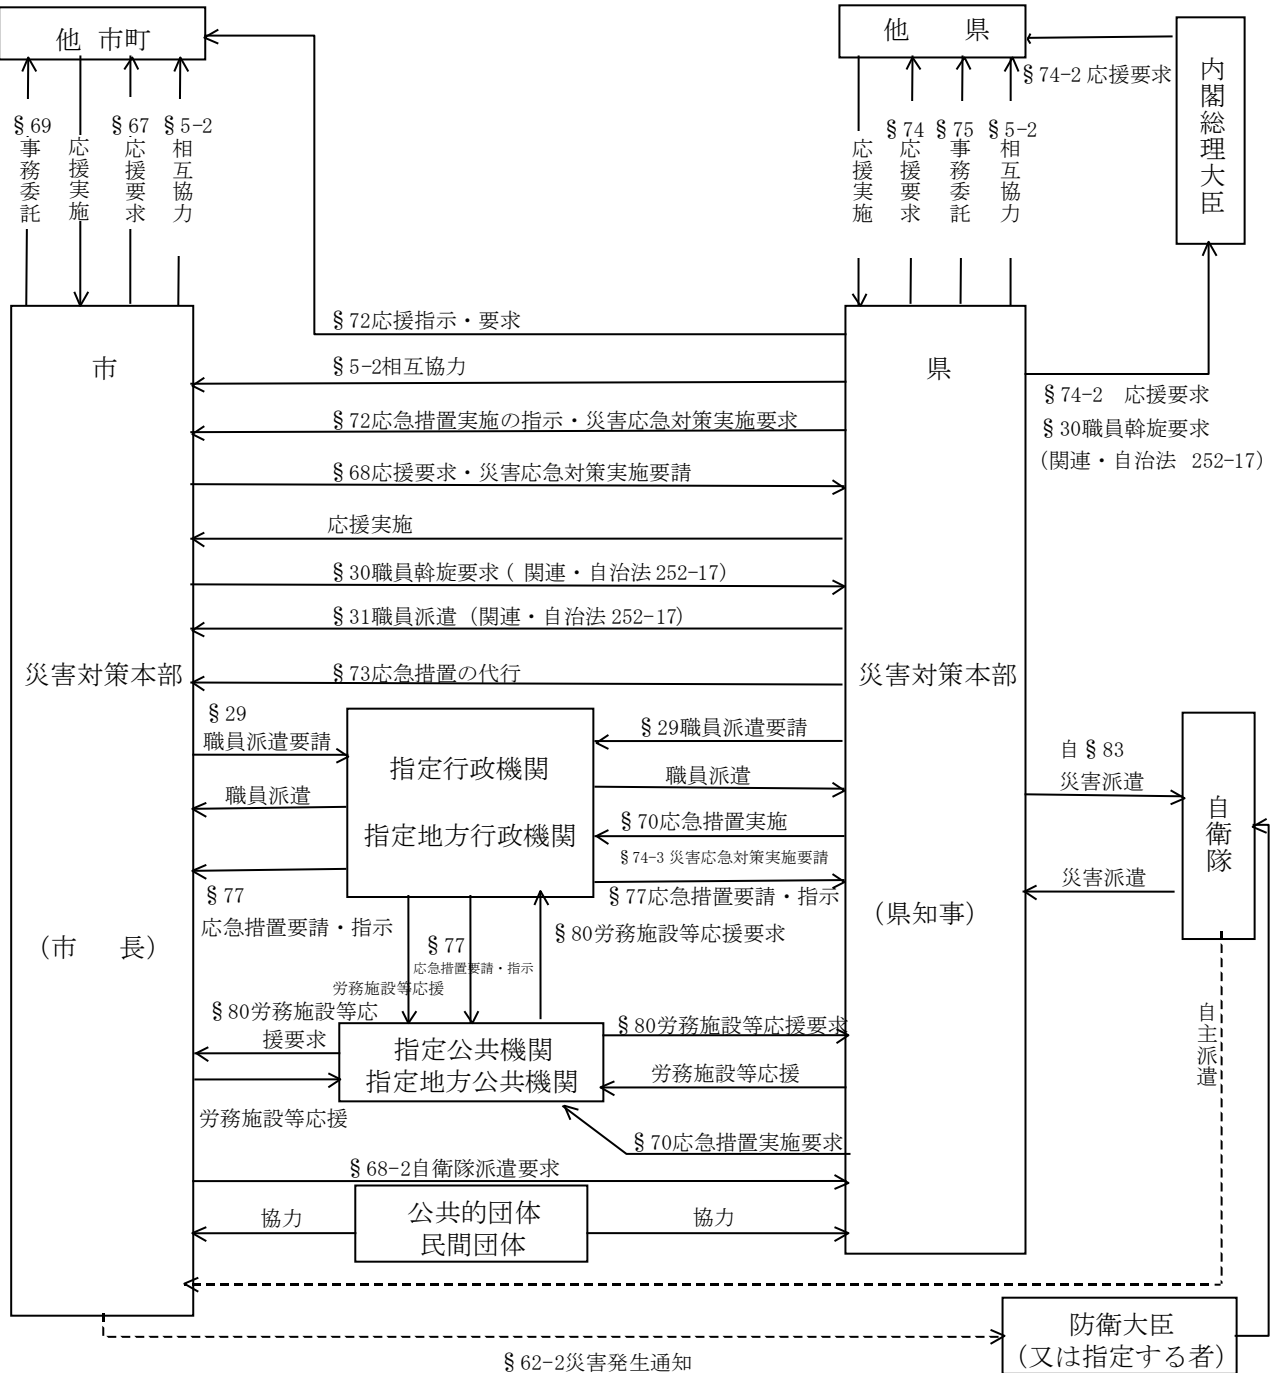 他 市町
他 県
内閣総理大臣
§74-2 応援要求
§69
事務委託
応援実施
§67
応援要求
§5-2
相互協力
応援実施
§74
応援要求
§75
事務委託
§5-2
相互協力
§72応援指示・要求
市
§5-2相互協力
県
§74-2 応援要求
§30職員斡旋要求
(関連・自治法 252-17)
§72応急措置実施の指示・災害応急対策実施要求
§68応援要求・災害応急対策実施要請
応援実施
§30職員斡旋要求(関連・自治法252-17)
§31職員派遣(関連・自治法252-17)
災害対策本部
§73応急措置の代行
災害対策本部
§29
職員派遣要請
指定行政機関
指定地方行政機関
§29職員派遣要請
職員派遣
職員派遣
§70応急措置実施
§74-3 災害応急対策実施要請
§77応急措置要請・指示
自§83
災害派遣
自衛隊
災害派遣
§77
応急措置要請・指示
(市 長)
(県知事)
§80労務施設等応援要求
§77
応急措置要請・指示
労務施設等応援
§80労務施設等応
援要求
指定公共機関
指定地方公共機関
§80労務施設等応援要求
労務施設等応援
自主派遣
労務施設等応援
§70応急措置実施要求
§68-2自衛隊派遣要求
協力
公共的団体
民間団体
協力
防衛大臣
(又は指定する者)
§62-2災害発生通知